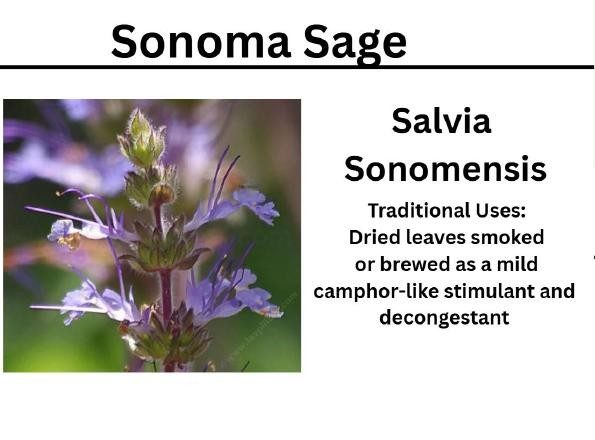 Sonoma Sage
Salvia
Sonomensis
Traditional Uses:
Dried leaves smoked
or brewed as a mild
camphor-like stimulant and
decongestant